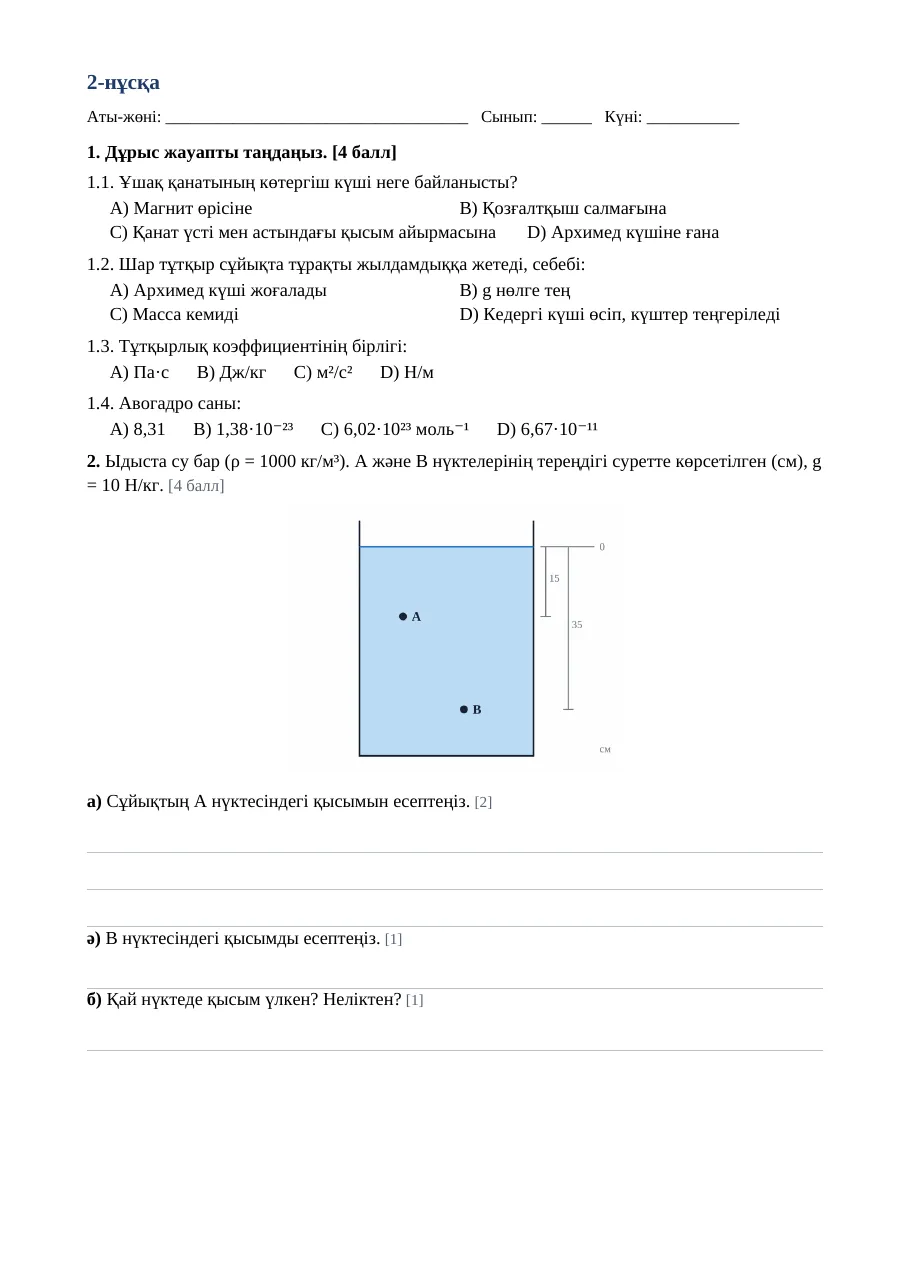 2-нұсқа
Аты-жөні: ____________________________________ Сынып: ______ Күні: ___________
1. Дұрыс жауапты таңдаңыз. [4 балл]
1.1. Ұшақ қанатының көтергіш күші неге байланысты?
A) Магнит өрісіне B) Қозғалтқыш салмағына
C) Қанат үсті мен астындағы қысым айырмасына D) Архимед күшіне ғана
1.2. Шар тұтқыр сұйықта тұрақты жылдамдыққа жетеді, себебі:
A) Архимед күші жоғалады B) g нөлге тең
C) Масса кемиді D) Кедергі күші өсіп, күштер теңгеріледі
1.3. Тұтқырлық коэффициентінің бірлігі:
A) Па·с B) Дж/кг C) м²/с² D) Н/м
1.4. Авогадро саны:
A) 8,31 B) 1,38·10⁻²³ C) 6,02·10²³ моль⁻¹ D) 6,67·10⁻¹¹
2. Ыдыста су бар (ρ = 1000 кг/м³). А және В нүктелерінің тереңдігі суретте көрсетілген (см), g
= 10 Н/кг. [4 балл]
0
15
A
35
B
см
а) Сұйықтың А нүктесіндегі қысымын есептеңіз. [2]
ә) В нүктесіндегі қысымды есептеңіз. [1]
б) Қай нүктеде қысым үлкен? Неліктен? [1]